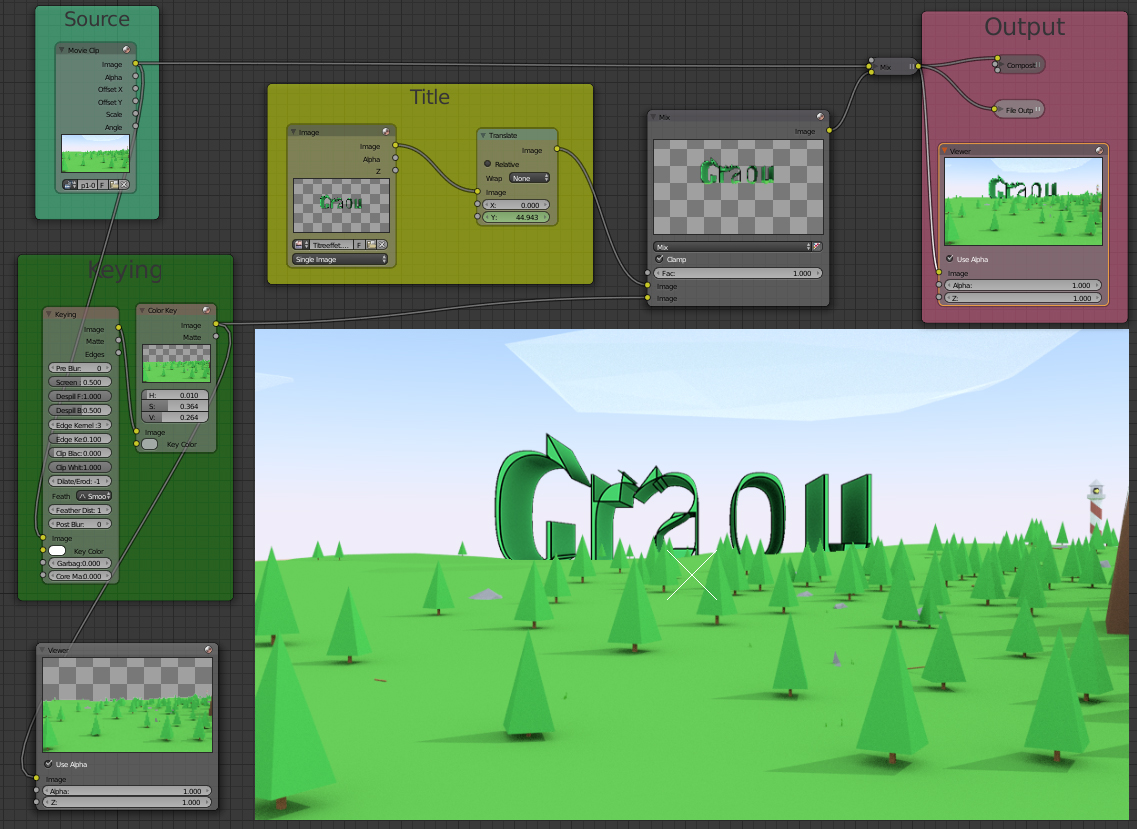 Source
Movie Clip
Image
Alpha
Offset X
Offset Y
Scale
Angle
p1-0 F
Title
Image
Image
Alpha
Z
Graou
Titreeffet.... F
Single Image
Translate
Image
Relative
Wrap None
Image
X: 0.000
Y: 44.943
Mix
Image
Graou
Mix
Clamp
Fac: 1.000
Image
Image
Mix
Output
Composit
File Outp
Viewer
Graou
Use Alpha
Image
Alpha: 1.000
Z: 1.000
Keying
Keying
Image
Matte
Edges
Pre Blur: 0
Screen : 0.500
Despill F: 1.000
Despill B: 0.500
Edge Kernel : 3
Edge Ke: 0.100
Clip Blac: 0.000
Clip Whit: 1.000
Dilate/Erod: -1
Feath Smoo
Feather Dist: 1
Post Blur: 0
Image
Key Color
Garbag: 0.000
Core Ma: 0.000
Color Key
Image
Matte
H: 0.010
S: 0.364
V: 0.264
Image
Key Color
Viewer
Use Alpha
Image
Alpha: 1.000
Z: 1.000
Graou